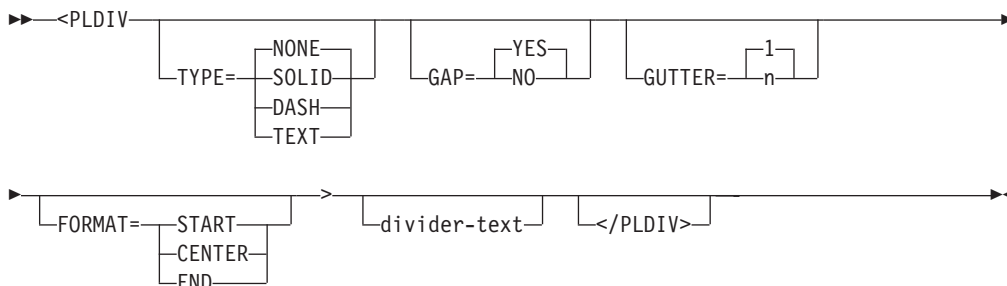 <PLDIV
NONE
YES
1
TYPE=
SOLID
GAP=
NO
GUTTER=
n
DASH
TEXT
>
FORMAT=
START
divider-text
</PLDIV>
CENTER
END